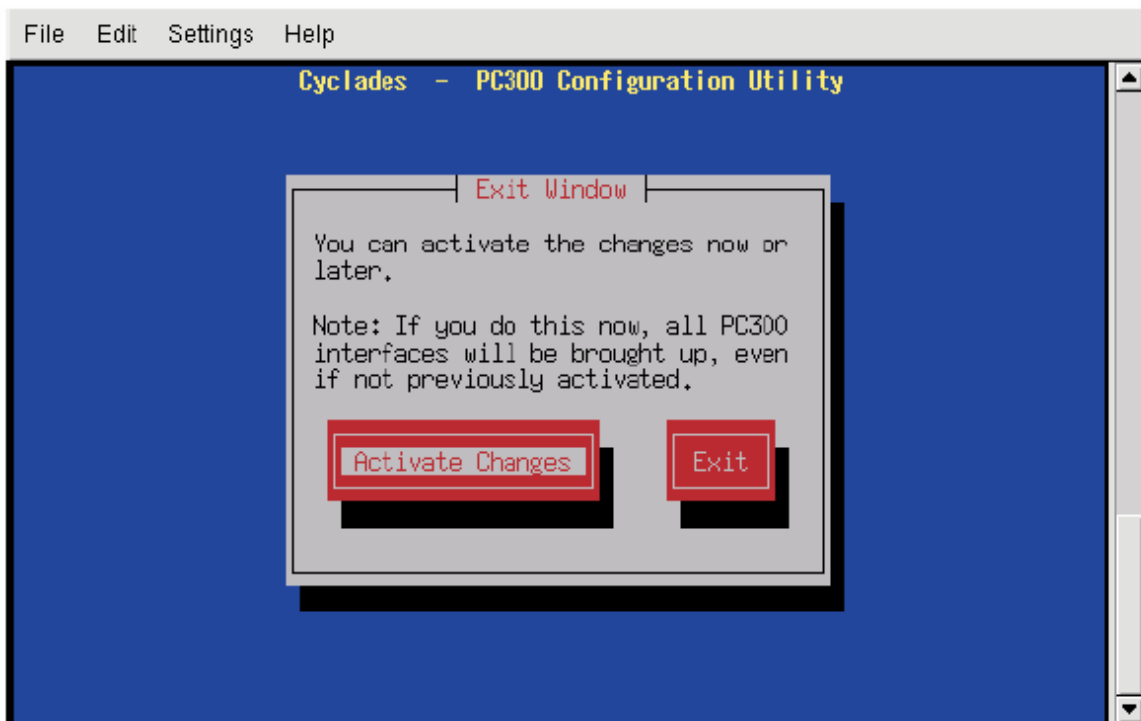 File Edit Settings Help
Cyclades - PC300 Configuration Utility
Exit Window
You can activate the changes now or
later.
Note: If you do this now, all PC300
interfaces will be brought up, even
if not previously activated.
Activate Changes Exit